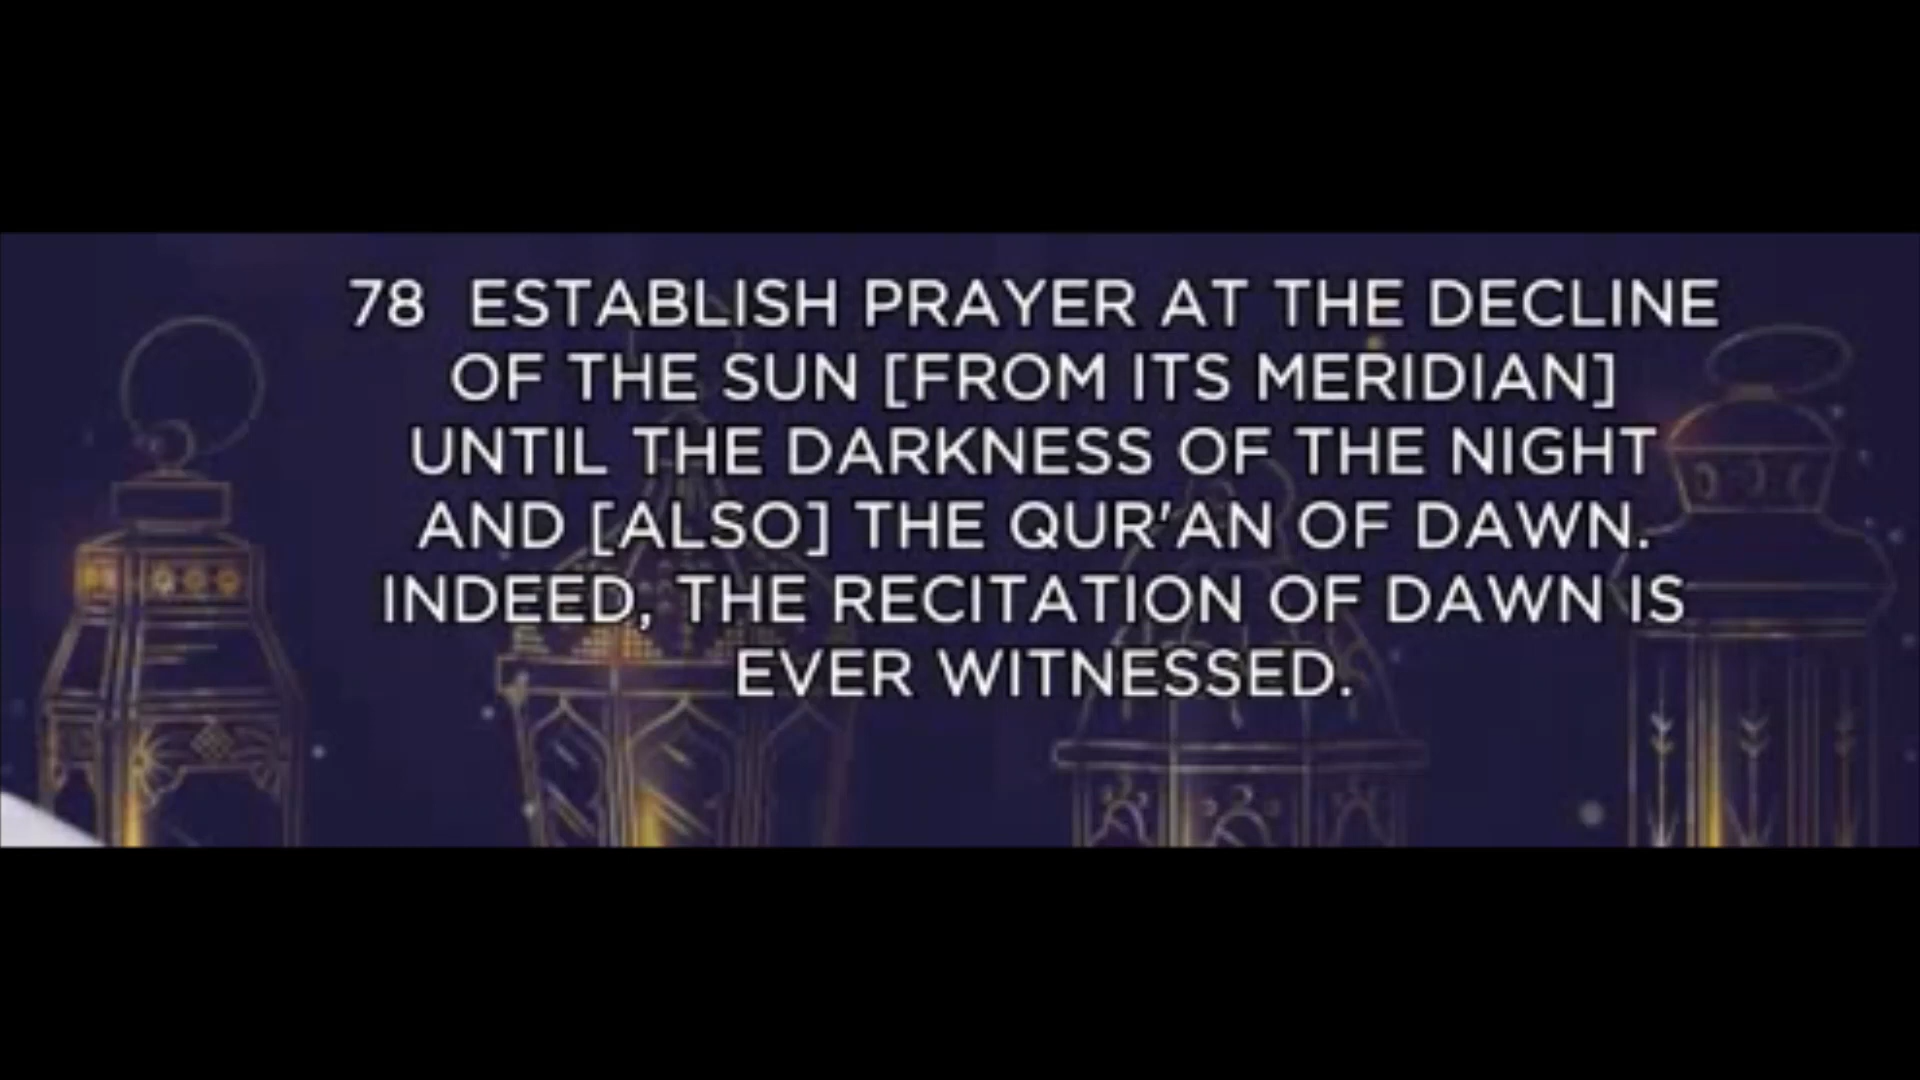 78 ESTABLISH PRAYER AT THE DECLINE
OF THE SUN [FROM ITS MERIDIAN]
UNTIL THE DARKNESS OF THE NIGHT
AND [ALSO] THE QUR'AN OF DAWN.
INDEED, THE RECITATION OF DAWN IS
EVER WITNESSED.